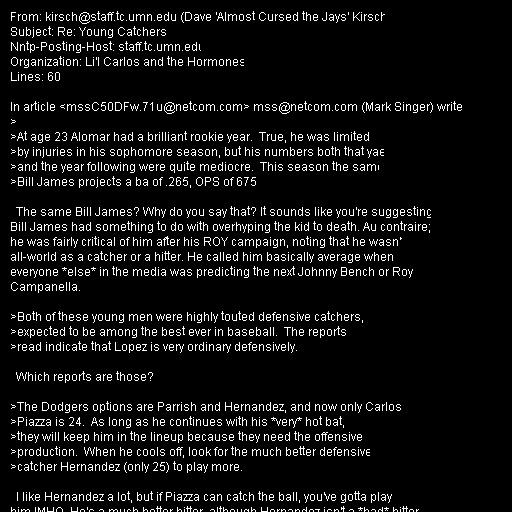 From: kirsch@staff.tc.umn.edu (Dave 'Almost Cursed the Jays' Kirsch
Subject: Re: Young Catchers
Nntp-Posting-Host: staff.tc.umn.edu
Organization: Li'l Carlos and the Hormones
Lines: 60

In article <mssC50DFw.71u@netcom.com> mss@netcom.com (Mark Singer) write
>
>At age 23 Alomar had a brilliant rookie year.  True, he was limited
>by injuries in his sophomore season, but his numbers both that yae
>and the year following were quite mediocre.  This season the same
>Bill James projects a ba of .265, OPS of 675

  The same Bill James? Why do you say that? It sounds like you're suggesting
Bill James had something to do with overhyping the kid to death. Au contraire;
he was fairly critical of him after his ROY campaign, noting that he wasn'
all-world as a catcher or a hitter. He called him basically average when
everyone *else* in the media was predicting the next Johnny Bench or Roy
Campanella.

>Both of these young men were highly touted defensive catchers,
>expected to be among the best ever in baseball.  The reports
>read indicate that Lopez is very ordinary defensively.

  Which reports are those?

>The Dodgers options are Parrish and Hernandez, and now only Carlos
>Piazza is 24.  As long as he continues with his *very* hot bat,
>they will keep him in the lineup because they need the offensive
>production.  When he cools off, look for the much better defensive
>catcher Hernandez (only 25) to play more.

  I like Hernandez a lot, but if Piazza can catch the ball, you've gotta play
him IMHO. He's a much better hitter, although Hernandez isn't a *bad* hitter